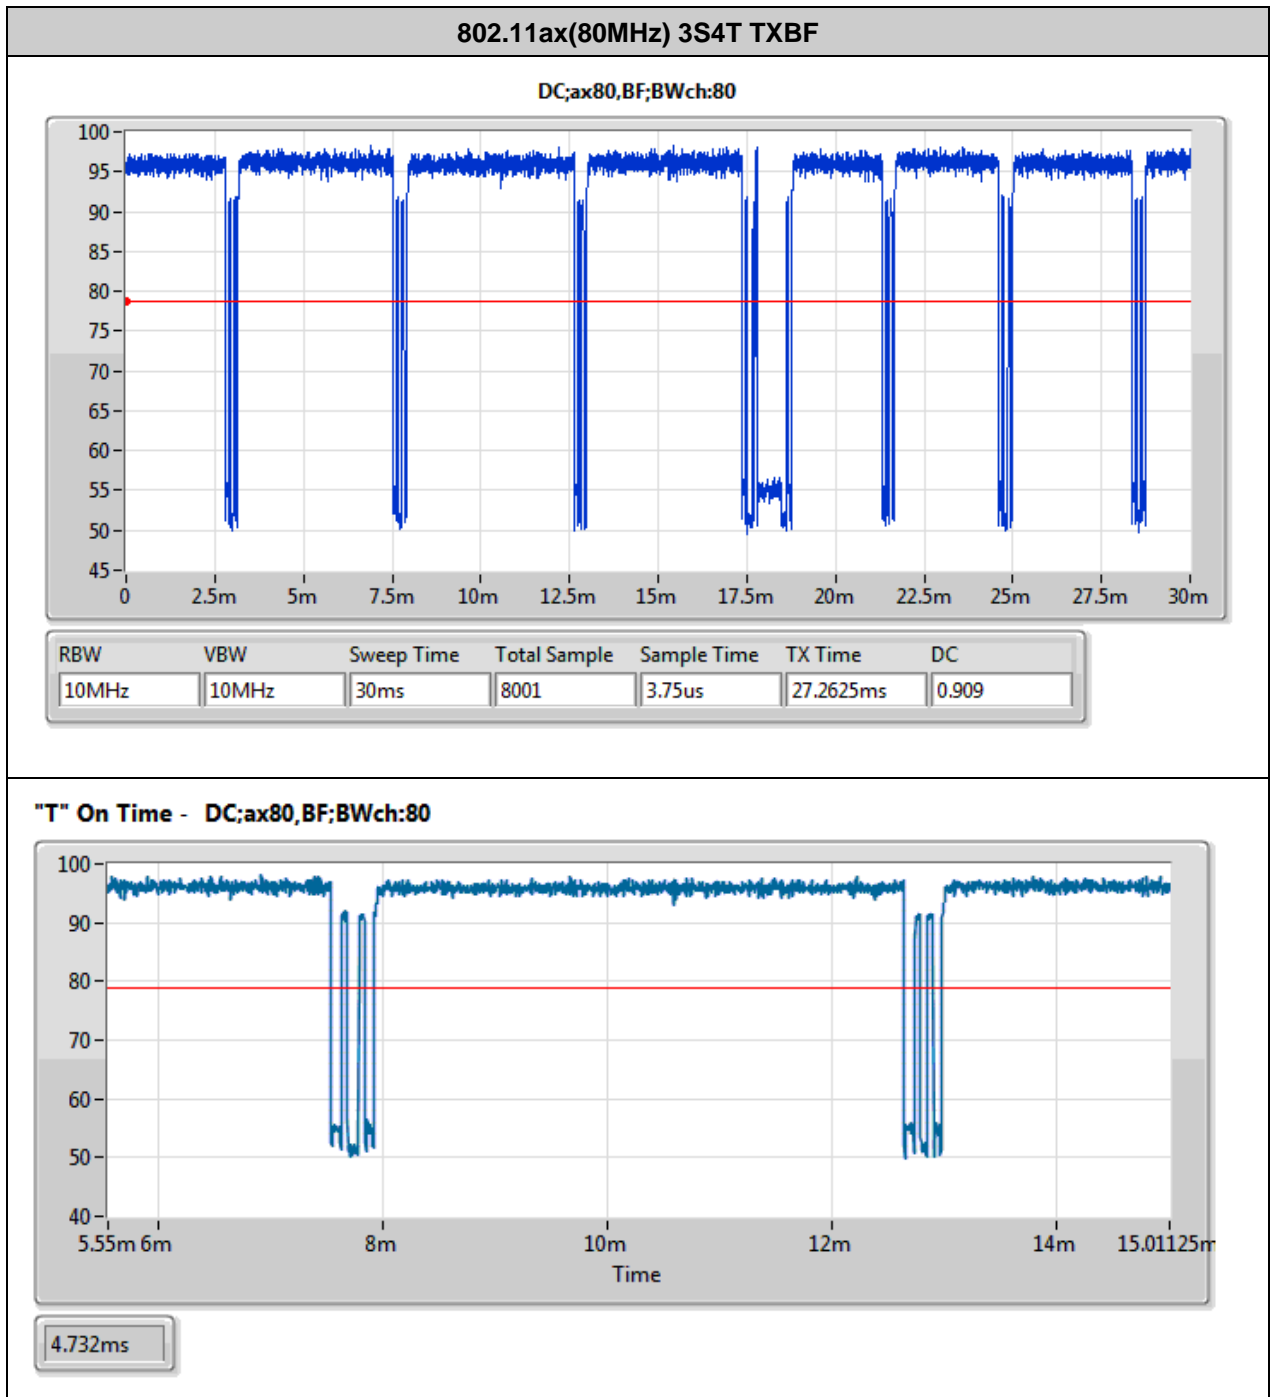 802.11ax(80MHz) 3S4T TXBF
DC;ax80,BF;BWch:80
100
95
90
85
80
75
70
65
60
55
50
45
0 2.5m 5m 7.5m 10m 12.5m 15m 17.5m 20m 22.5m 25m 27.5m 30m
RBW VBW Sweep Time Total Sample Sample Time TX Time DC
10MHz 10MHz 30ms 8001 3.75us 27.2625ms 0.909
"T" On Time - DC;ax80,BF;BWch:80
100
90
80
70
60
50
40
5.55m 6m 8m 10m 12m 14m 15.01125m
Time
4.732ms